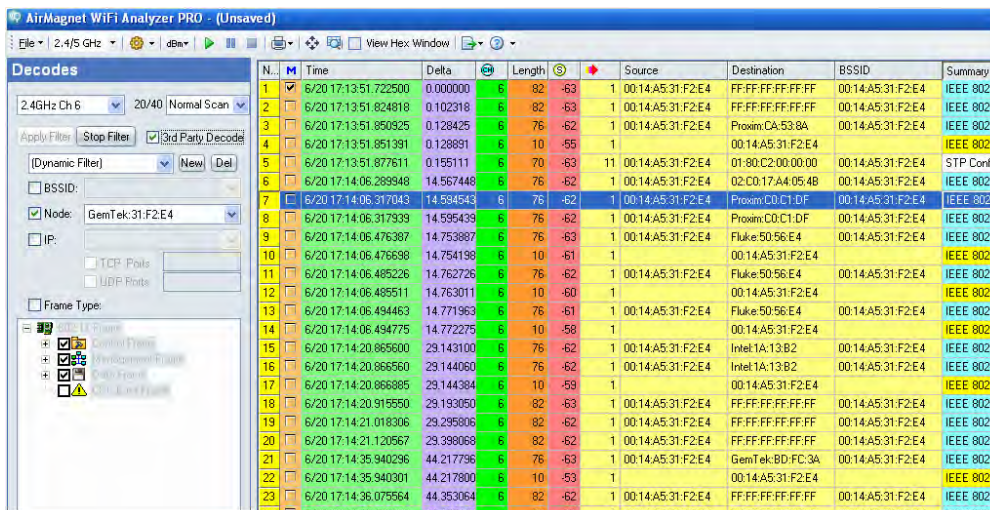 AirMagnet WiFi Analyzer PRO - (Unsaved)
File 2.4/5 GHz dBm View Hex Window
Decodes
2.4GHz Ch 6 20/40 Normal Scan
Apply Filter Stop Filter 3rd Party Decode
(Dynamic Filter) New Del
BSSID:
Node: GemTek:31:F2:E4
IP:
TCP Ports
UDP Ports
Frame Type:
802.11 Frame
Control Frame
Management Frame
Data Frame
CRC Error Frame
N... M Time Delta CH Length S Source Destination BSSID Summary
1 6/20 17:13:51.722500 0.000000 6 82 -63 1 00:14:A5:31:F2:E4 FF:FF:FF:FF:FF:FF 00:14:A5:31:F2:E4 IEEE 802
2 6/20 17:13:51.824818 0.102318 6 82 -63 1 00:14:A5:31:F2:E4 FF:FF:FF:FF:FF:FF 00:14:A5:31:F2:E4 IEEE 802
3 6/20 17:13:51.850925 0.128425 6 76 -62 1 00:14:A5:31:F2:E4 Proxim:CA:53:8A 00:14:A5:31:F2:E4 IEEE 802
4 6/20 17:13:51.851391 0.128891 6 10 -55 1 00:14:A5:31:F2:E4 IEEE 802
5 6/20 17:13:51.877611 0.155111 6 70 -63 11 00:14:A5:31:F2:E4 01:80:C2:00:00:00 00:14:A5:31:F2:E4 STP Conf
6 6/20 17:14:06.289948 14.567448 6 76 -62 1 00:14:A5:31:F2:E4 02:C0:17:A4:05:4B 00:14:A5:31:F2:E4 IEEE 802
7 6/20 17:14:06.317043 14.594543 6 76 -62 1 00:14:A5:31:F2:E4 Proxim:C0:C1:DF 00:14:A5:31:F2:E4 IEEE 802
8 6/20 17:14:06.317939 14.595439 6 76 -62 1 00:14:A5:31:F2:E4 Proxim:C0:C1:DF 00:14:A5:31:F2:E4 IEEE 802
9 6/20 17:14:06.476387 14.753887 6 76 -63 1 00:14:A5:31:F2:E4 Fluke:50:56:E4 00:14:A5:31:F2:E4 IEEE 802
10 6/20 17:14:06.476698 14.754198 6 10 -61 1 00:14:A5:31:F2:E4 IEEE 802
11 6/20 17:14:06.485226 14.762726 6 76 -62 1 00:14:A5:31:F2:E4 Fluke:50:56:E4 00:14:A5:31:F2:E4 IEEE 802
12 6/20 17:14:06.485511 14.763011 6 10 -60 1 00:14:A5:31:F2:E4 IEEE 802
13 6/20 17:14:06.494463 14.771963 6 76 -61 1 00:14:A5:31:F2:E4 Fluke:50:56:E4 00:14:A5:31:F2:E4 IEEE 802
14 6/20 17:14:06.494775 14.772275 6 10 -58 1 00:14:A5:31:F2:E4 IEEE 802
15 6/20 17:14:20.865600 29.143100 6 76 -62 1 00:14:A5:31:F2:E4 Intel:1A:13:B2 00:14:A5:31:F2:E4 IEEE 802
16 6/20 17:14:20.866560 29.144060 6 76 -62 1 00:14:A5:31:F2:E4 Intel:1A:13:B2 00:14:A5:31:F2:E4 IEEE 802
17 6/20 17:14:20.866885 29.144384 6 10 -59 1 00:14:A5:31:F2:E4 IEEE 802
18 6/20 17:14:20.915550 29.193050 6 82 -63 1 00:14:A5:31:F2:E4 FF:FF:FF:FF:FF:FF 00:14:A5:31:F2:E4 IEEE 802
19 6/20 17:14:21.018306 29.295806 6 82 -62 1 00:14:A5:31:F2:E4 FF:FF:FF:FF:FF:FF 00:14:A5:31:F2:E4 IEEE 802
20 6/20 17:14:21.120567 29.398068 6 82 -62 1 00:14:A5:31:F2:E4 FF:FF:FF:FF:FF:FF 00:14:A5:31:F2:E4 IEEE 802
21 6/20 17:14:35.940296 44.217796 6 76 -63 1 00:14:A5:31:F2:E4 GemTek:BD:FC:3A 00:14:A5:31:F2:E4 IEEE 802
22 6/20 17:14:35.940301 44.217800 6 10 -53 1 00:14:A5:31:F2:E4 IEEE 802
23 6/20 17:14:36.075564 44.353064 6 82 -62 1 00:14:A5:31:F2:E4 FF:FF:FF:FF:FF:FF 00:14:A5:31:F2:E4 IEEE 802